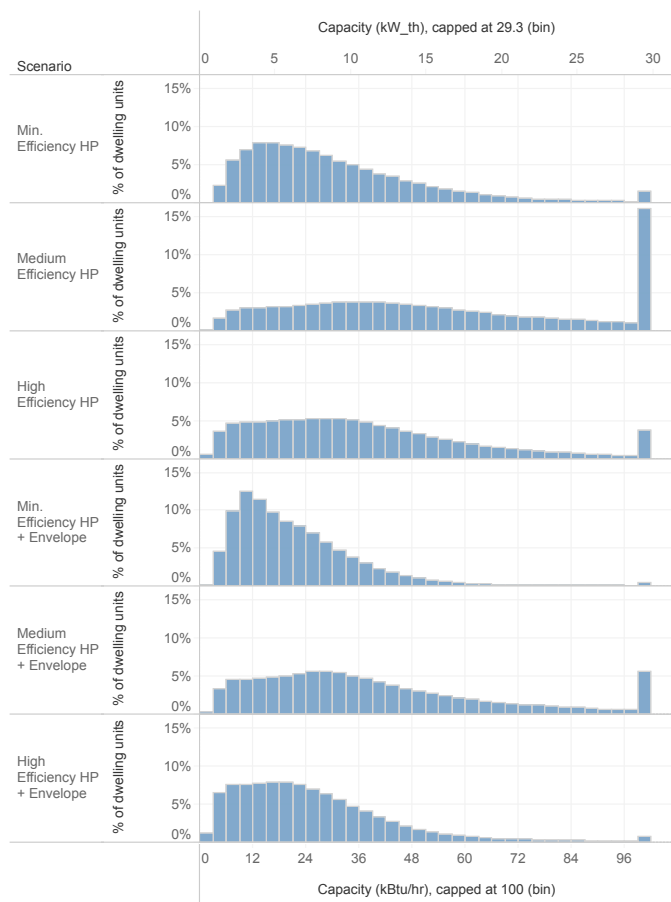 Capacity (kW_th), capped at 29.3 (bin)
0 5 10 15 20 25 30
Scenario
Min.
Efficiency HP
% of dwelling units
15%
10%
5%
0%
Medium
Efficiency HP
% of dwelling units
15%
10%
5%
0%
High
Efficiency HP
% of dwelling units
15%
10%
5%
0%
Min.
Efficiency HP
+ Envelope
% of dwelling units
15%
10%
5%
0%
Medium
Efficiency HP
+ Envelope
% of dwelling units
15%
10%
5%
0%
High
Efficiency HP
+ Envelope
% of dwelling units
15%
10%
5%
0%
0 12 24 36 48 60 72 84 96
Capacity (kBtu/hr), capped at 100 (bin)